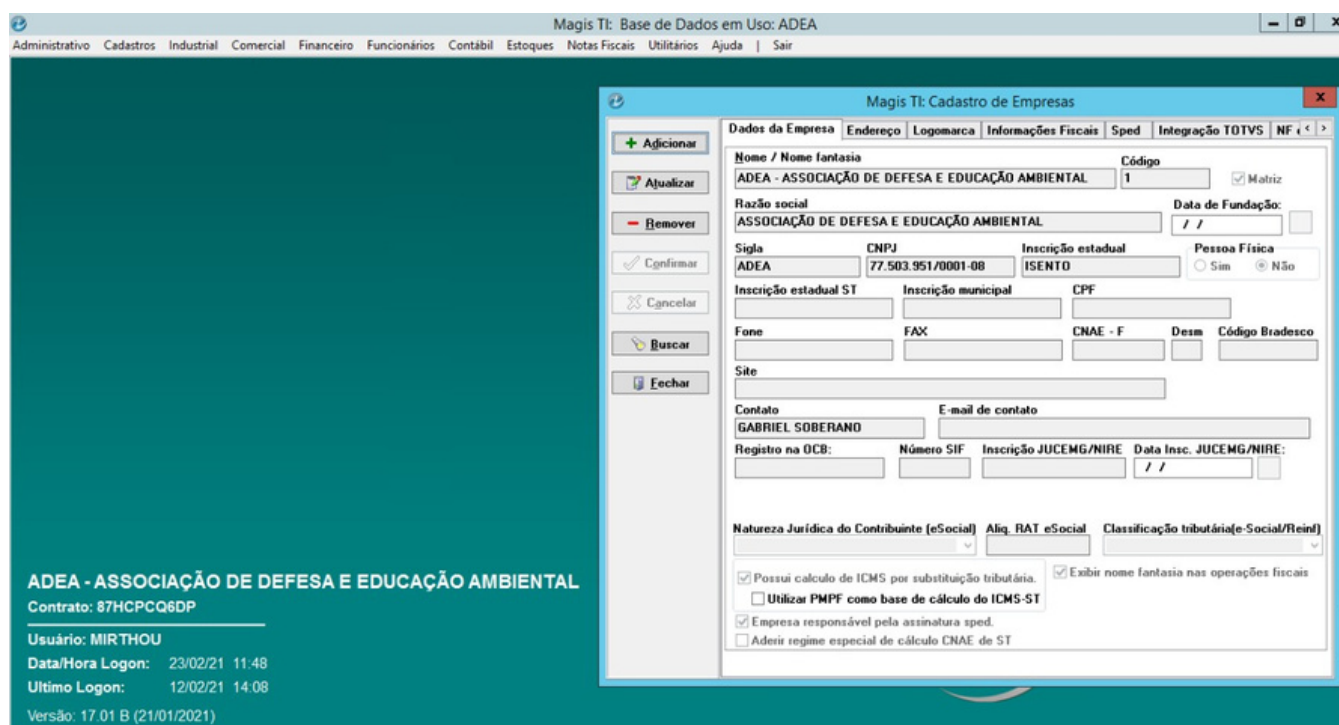 Magis TI: Base de Dados em Uso: ADEA
Administrativo Cadastros Industrial Comercial Financeiro Funcionários Contábil Estoques Notas Fiscais Utilitários Ajuda | Sair
Magis TI: Cadastro de Empresas
Adicionar
Atualizar
Remover
Confirmar
Cancelar
Buscar
Fechar
Dados da Empresa Endereço Logomarca Informações Fiscais Sped Integração TOTVS NF
Nome / Nome fantasia Código
ADEA - ASSOCIAÇÃO DE DEFESA E EDUCAÇÃO AMBIENTAL 1 Matriz
Razão social Data de Fundação:
ASSOCIAÇÃO DE DEFESA E EDUCAÇÃO AMBIENTAL / /
Sigla CNPJ Inscrição estadual Pessoa Física
ADEA 77.503.951/0001-08 ISENTO Sim Não
Inscrição estadual ST Inscrição municipal CPF
Fone FAX CNAE - F Desm Código Bradesco
Site
Contato E-mail de contato
GABRIEL SOBERANO
Registro na OCB: Número SIF Inscrição JUCEMG/NIRE Data Insc. JUCEMG/NIRE:
/ /
Natureza Jurídica do Contribuinte (eSocial) Aliq. RAT eSocial Classificação tributária(e-Social/Reinf)
Possui calculo de ICMS por substituição tributária. Exibir nome fantasia nas operações fiscais
Utilizar PMPF como base de cálculo do ICMS-ST
Empresa responsável pela assinatura sped.
Aderir regime especial de cálculo CNAE de ST
ADEA - ASSOCIAÇÃO DE DEFESA E EDUCAÇÃO AMBIENTAL
Contrato: 87HCPCQ6DP
Usuário: MIRTHOU
Data/Hora Logon: 23/02/21 11:48
Ultimo Logon: 12/02/21 14:08
Versão: 17.01 B (21/01/2021)